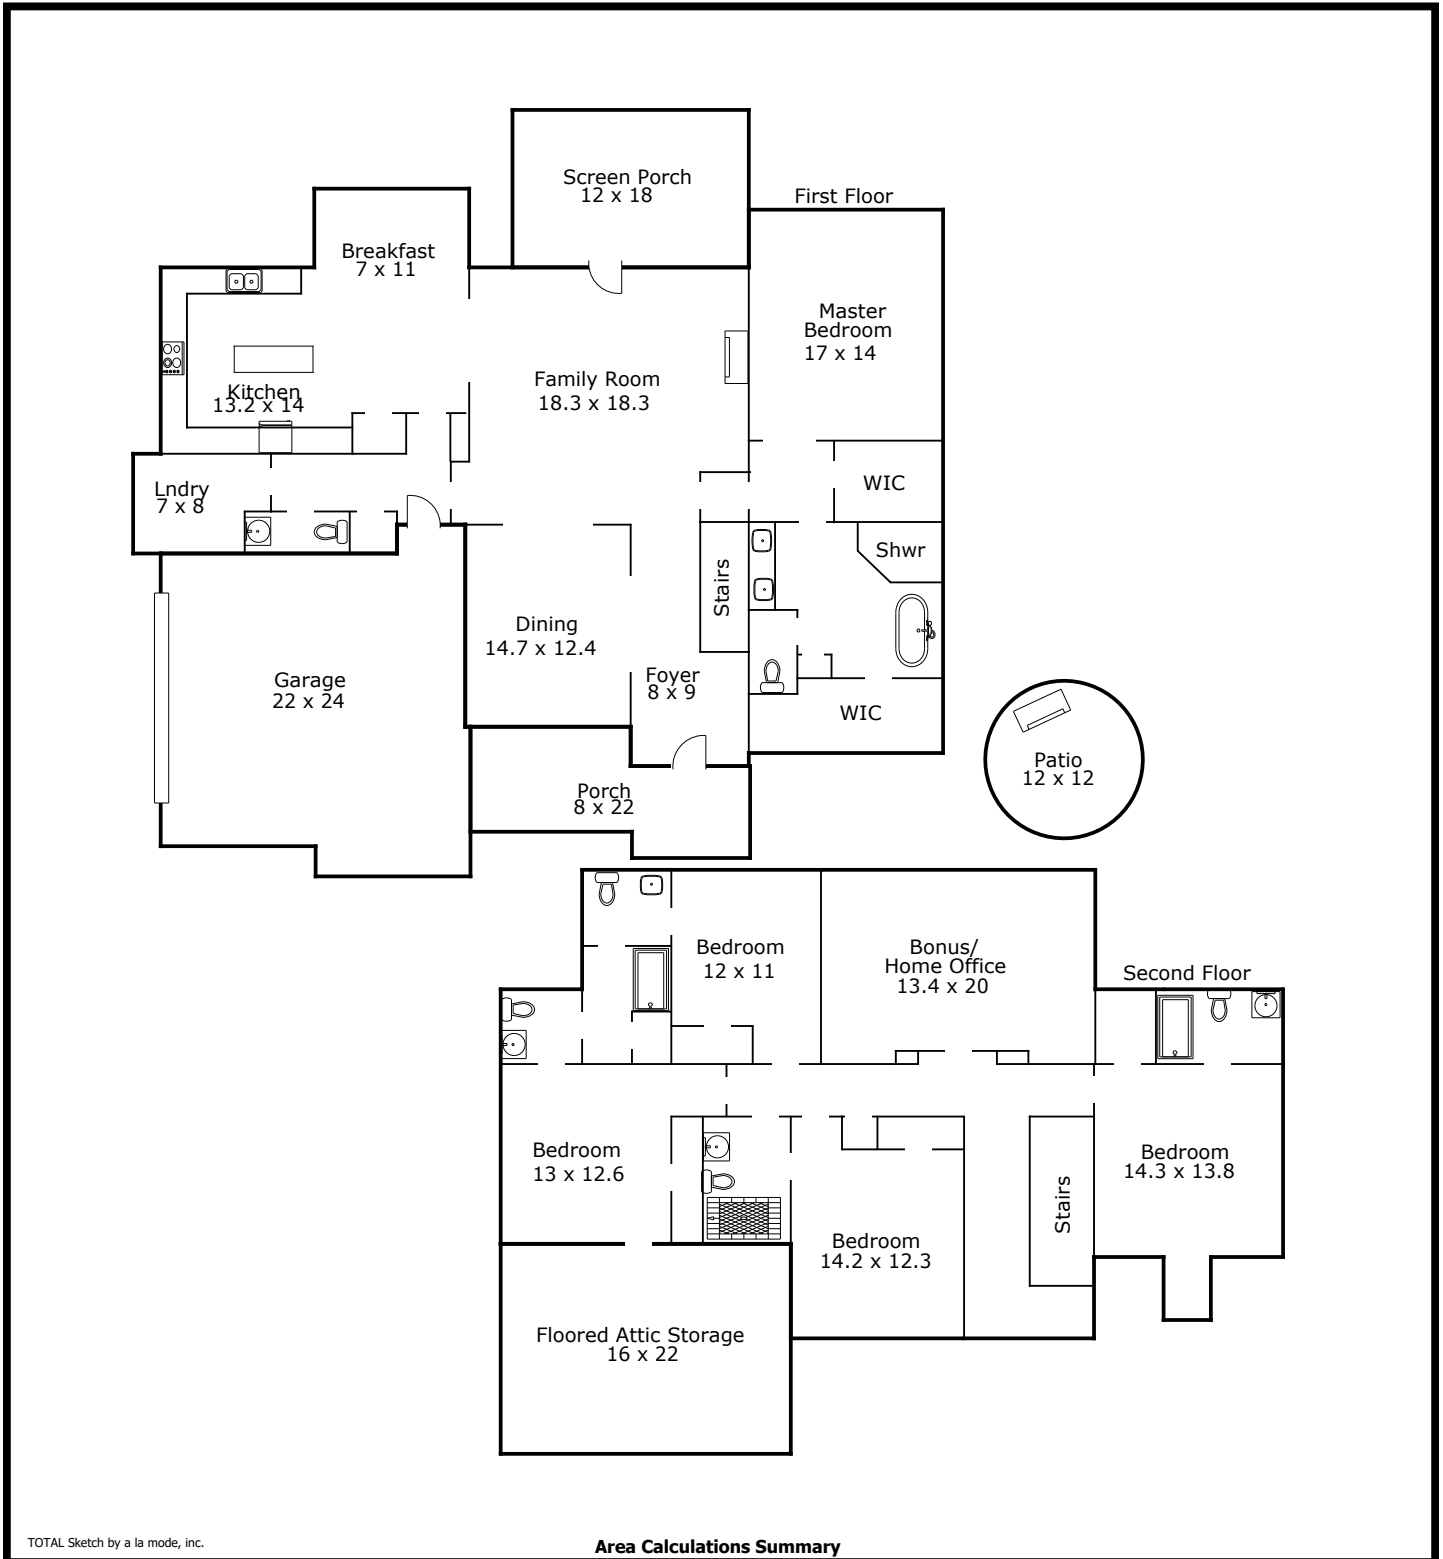 Screen Porch
12 x 18
First Floor
Breakfast
7 x 11
Master
Bedroom
17 x 14
Family Room
18.3 x 18.3
Kitchen
13.2 x 14
Lndry
7 x 8
WIC
Shwr
Stairs
Dining
14.7 x 12.4
Foyer
8 x 9
Garage
22 x 24
WIC
Patio
12 x 12
Porch
8 x 22
Bedroom
12 x 11
Bonus/
Home Office
13.4 x 20
Second Floor
Bedroom
13 x 12.6
Bedroom
14.3 x 13.8
Stairs
Bedroom
14.2 x 12.3
Floored Attic Storage
16 x 22
TOTAL Sketch by a la mode, inc.
Area Calculations Summary